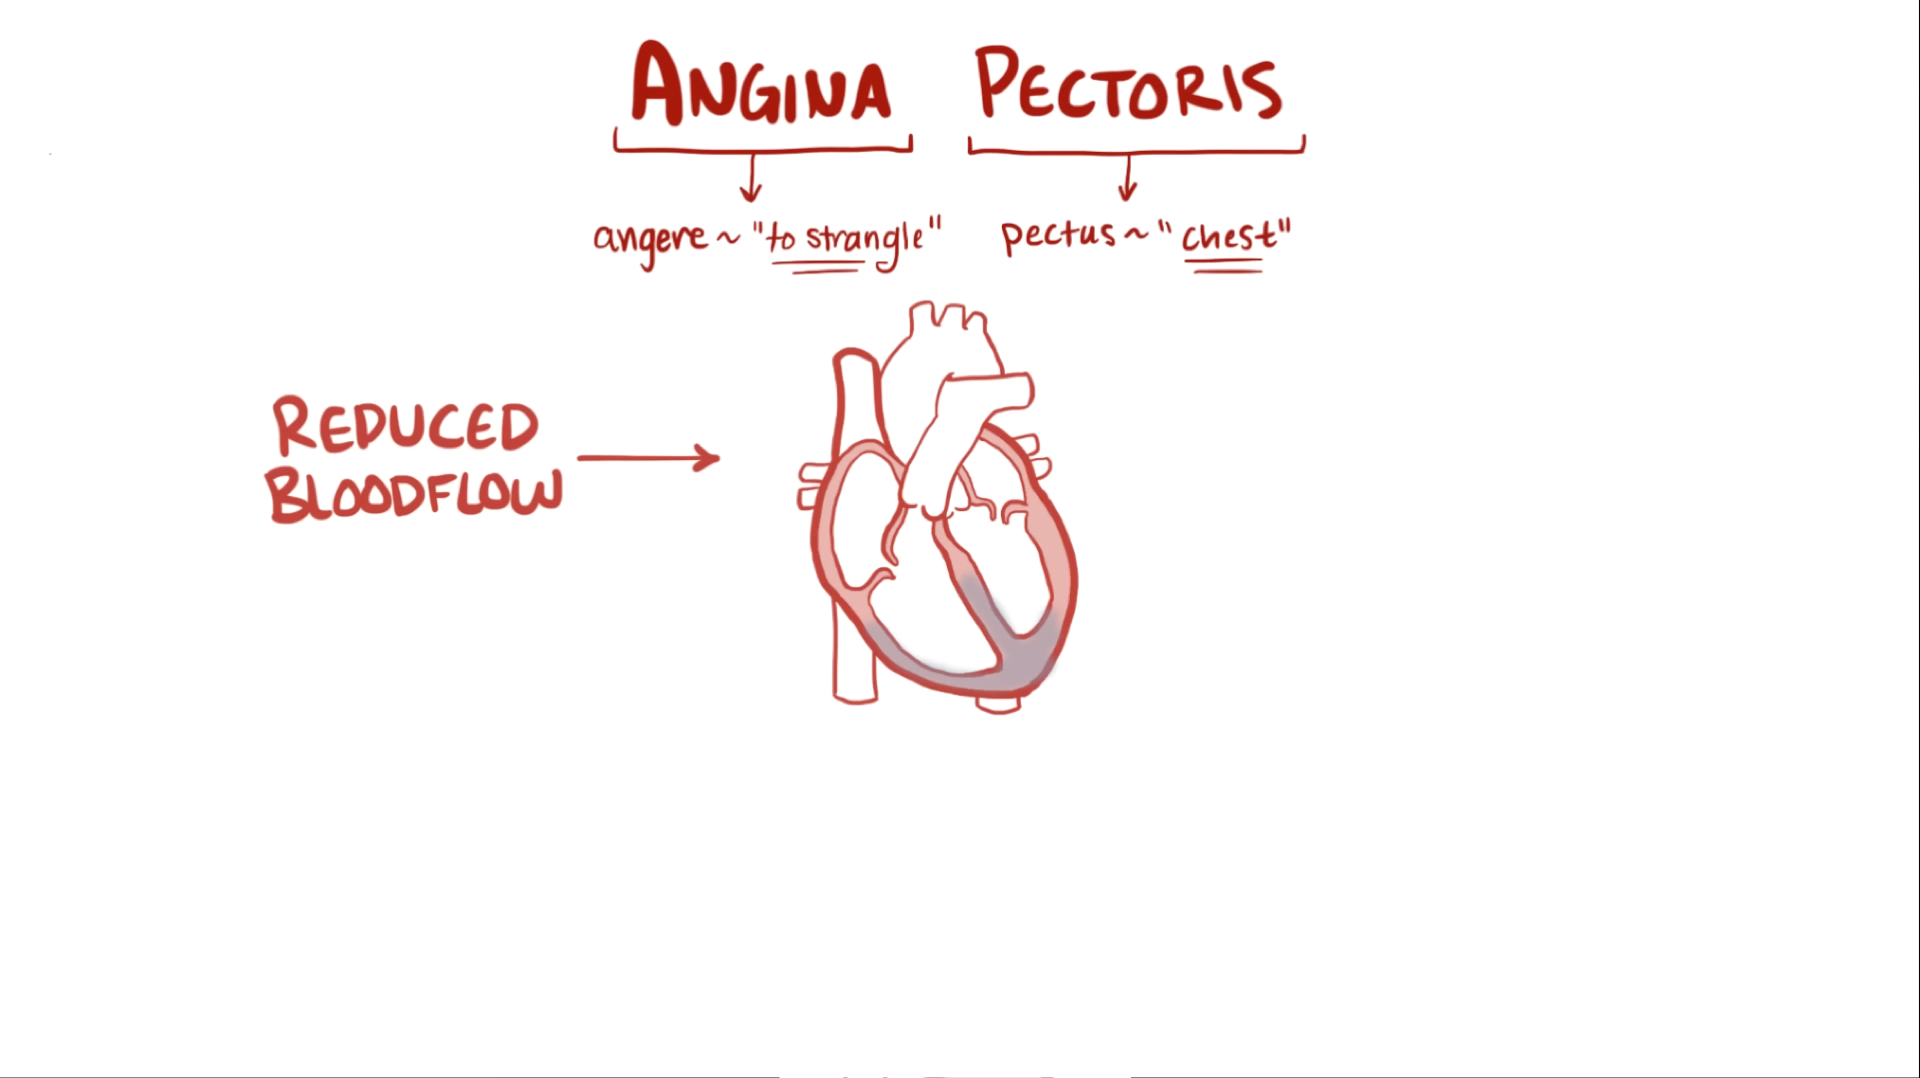 ANGINA PECTORIS
angere ~ "to strangle" pectus ~ "chest"
REDUCED
BLOODFLOW